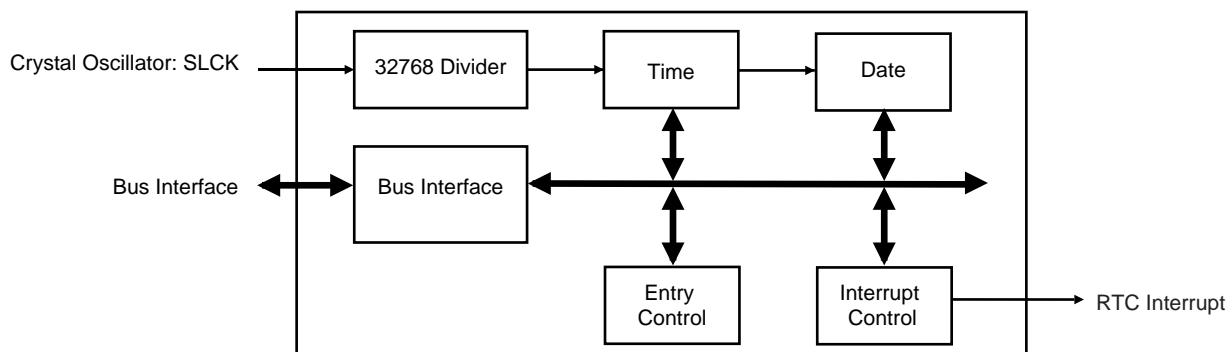 Crystal Oscillator: SLCK
32768 Divider
Time
Date
Bus Interface
Bus Interface
Entry
Control
Interrupt
Control
RTC Interrupt